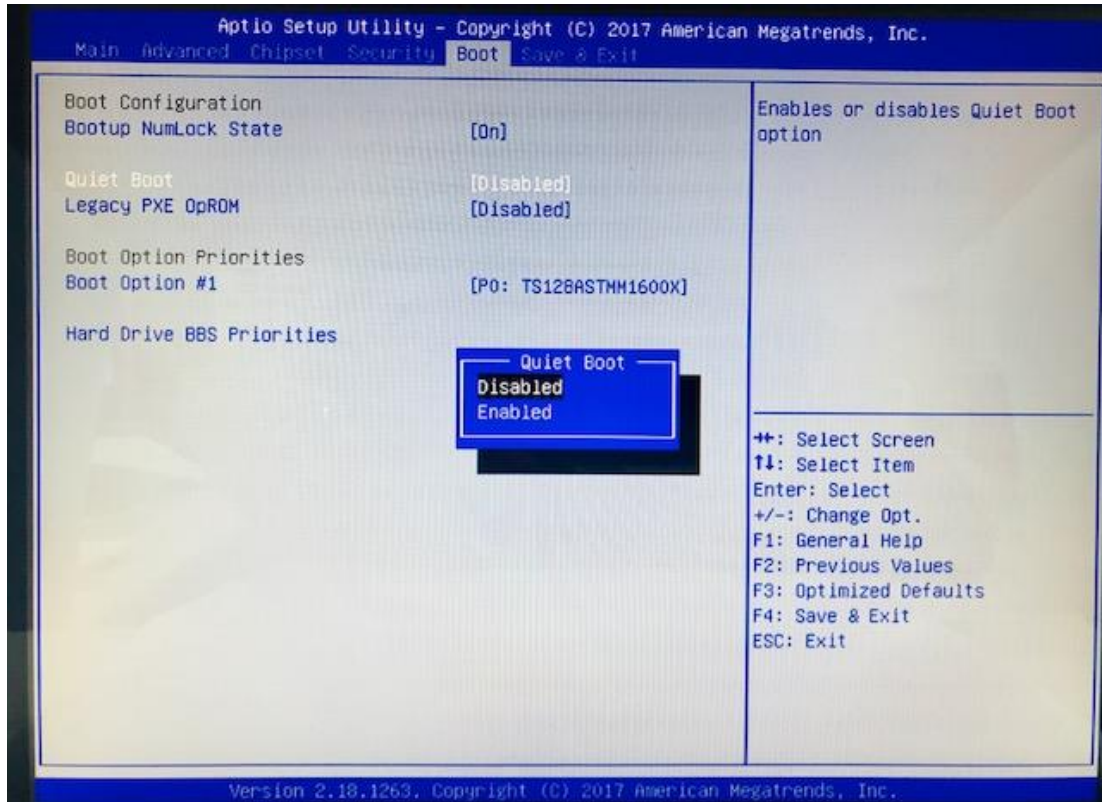 Aptio Setup Utility - Copyright (C) 2017 American Megatrends, Inc.
Main Advanced Chipset Security Boot Save & Exit
Boot Configuration
Bootup NumLock State [On]
Quiet Boot [Disabled]
Legacy PXE OpROM [Disabled]
Boot Option Priorities
Boot Option #1 [P0: TS128ASTMM1600X]
Hard Drive BBS Priorities
Quiet Boot
Disabled
Enabled
Enables or disables Quiet Boot
option
→←: Select Screen
↑↓: Select Item
Enter: Select
+/-: Change Opt.
F1: General Help
F2: Previous Values
F3: Optimized Defaults
F4: Save & Exit
ESC: Exit
Version 2.18.1263. Copyright (C) 2017 American Megatrends, Inc.